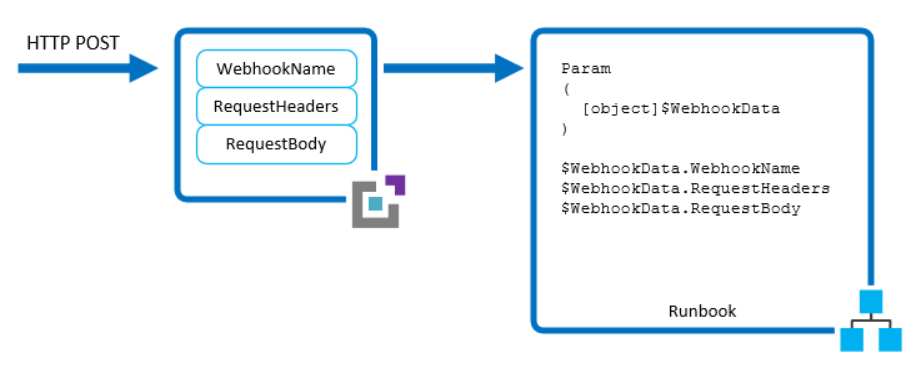 HTTP POST
WebhookName
RequestHeaders
RequestBody
Param
(
[object]$WebhookData
)
$WebhookData.WebhookName
$WebhookData.RequestHeaders
$WebhookData.RequestBody
Runbook